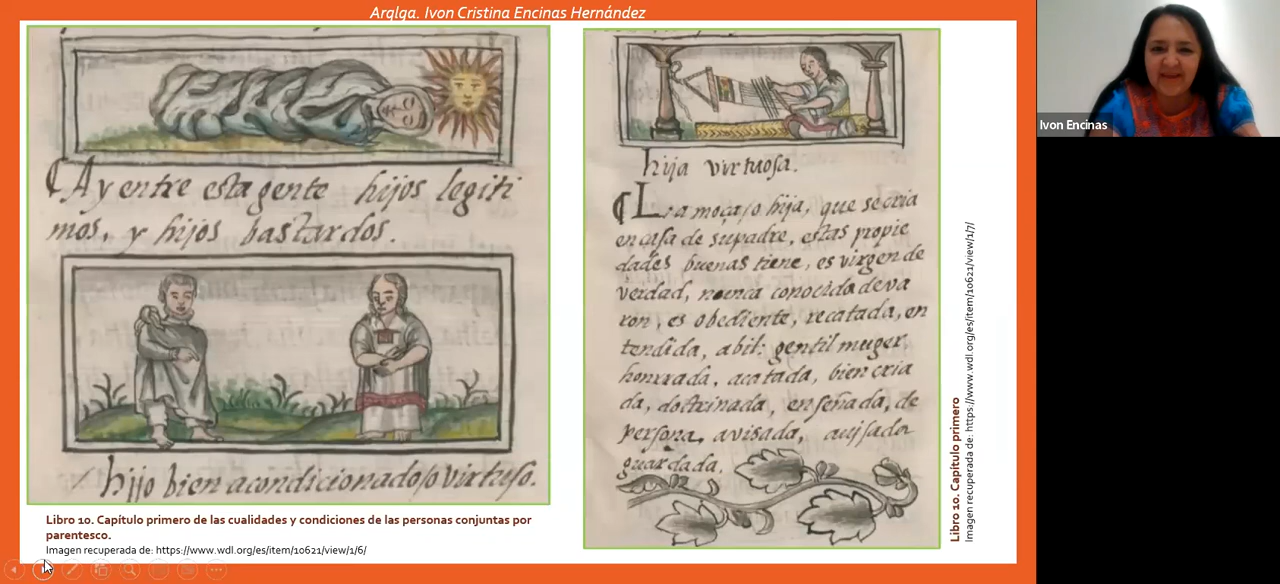 Arqlga. Ivon Cristina Encinas Hernández
Ay entre esta gente hijos legiti
mos, y hijos bastardos.
hijo bien acondicionado/o virtuso.
Libro 10. Capítulo primero de las cualidades y condiciones de las personas conjuntas por
parentesco.
Imagen recuperada de: https://www.wdl.org/es/item/10621/view/1/6/
hija virtuosa.
La moça/o hija, que se cria
en casa de su padre, estas propie
dades buenas tiene, es virgen de
verdad, nunca conocida de va
ron, es obediente, recatada, en
tendida, abil: gentil muger
honrrada, acatada, bien cria
da, doctrinada, enseñada, de
persona avisada, avisada
guardada.
Libro 10. Capítulo primero
Imagen recuperada de: https://www.wdl.org/es/item/10621/view/1/7/
Ivon Encinas